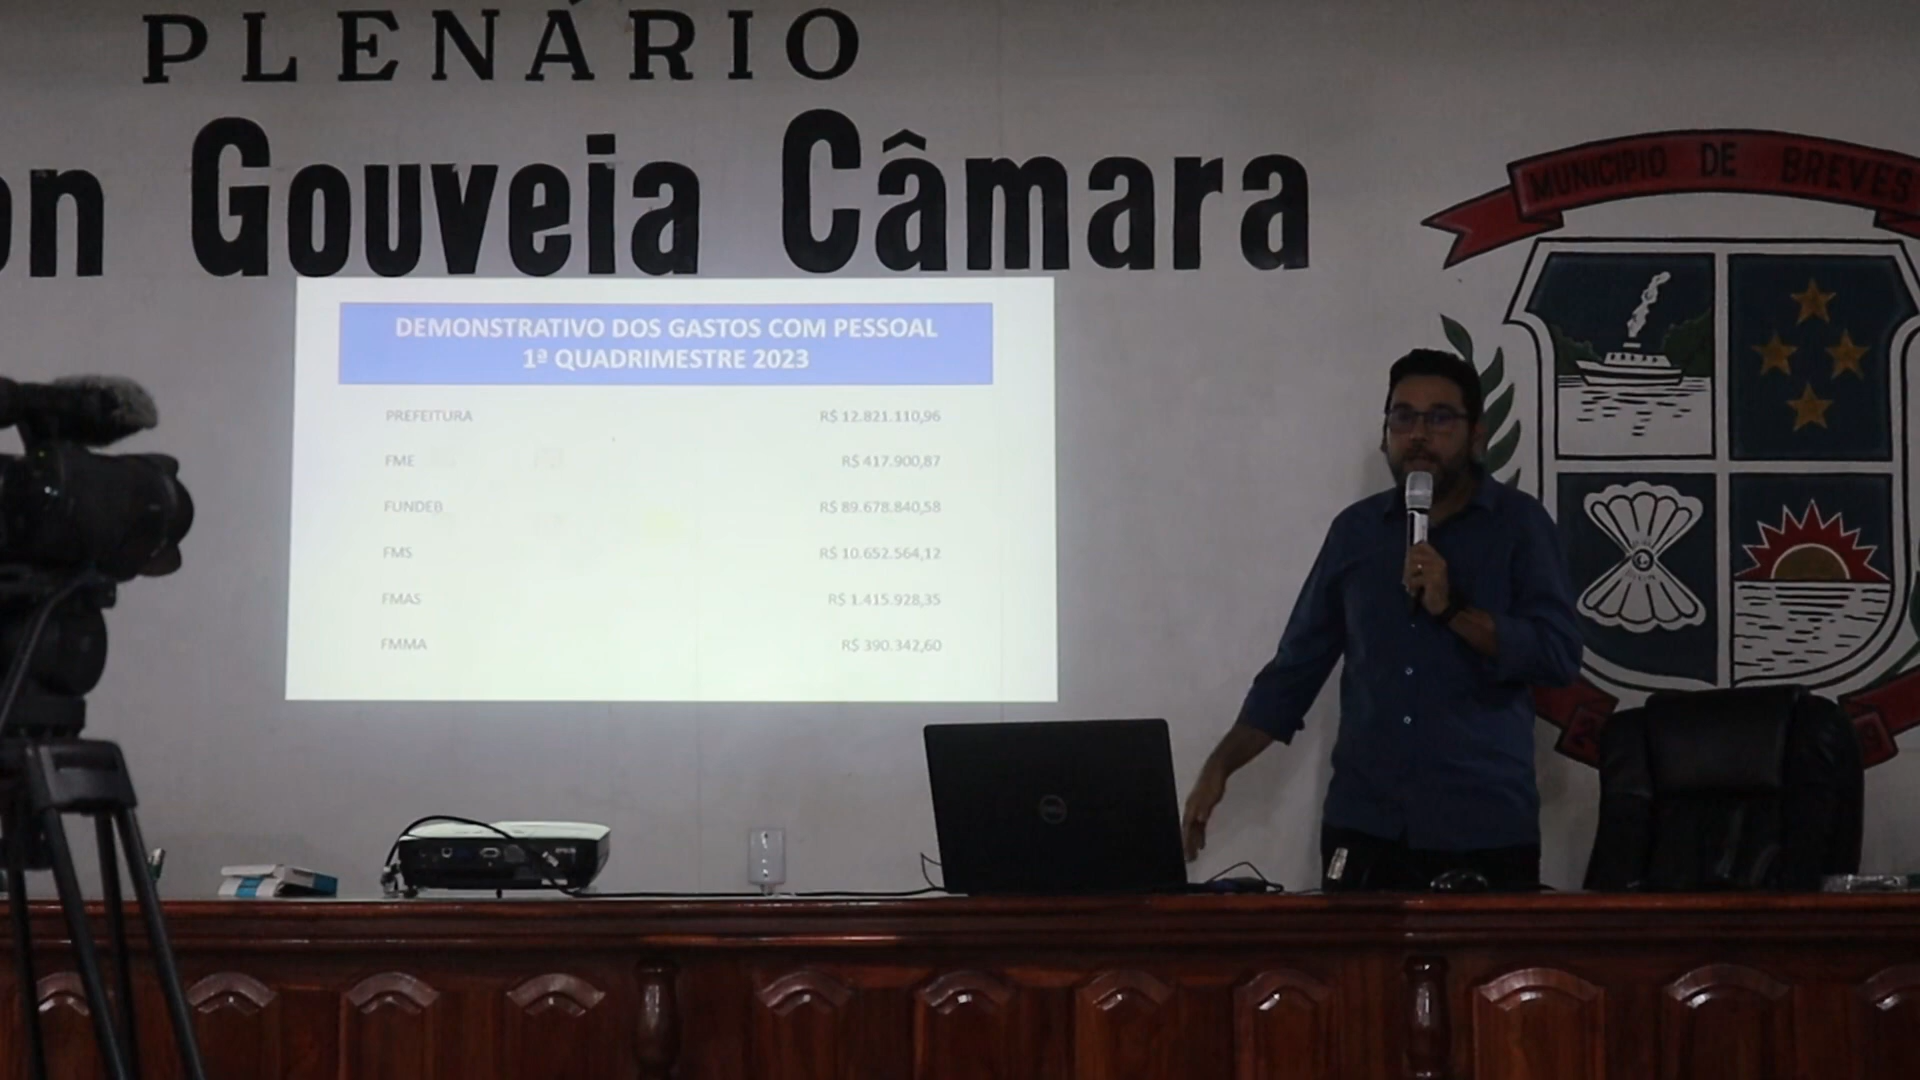 PLENÁRIO
on Gouveia Câmara
MUNICIPIO DE BREVES
DEMONSTRATIVO DOS GASTOS COM PESSOAL
1ª QUADRIMESTRE 2023
PREFEITURA R$ 12.821.110,96
FME R$ 417.900,87
FUNDEB R$ 89.678.840,58
FMS R$ 10.652.564,12
FMAS R$ 1.415.928,35
FMMA R$ 390.342,60
DELL